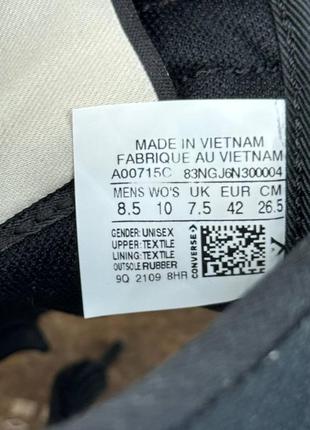 MADE IN VIETNAM
FABRIQUE AU VIETNAM
A00715C 83NGJ6N300004
MENS WO'S UK EUR CM
8.5 10 7.5 42 26.5
GENDER: UNISEX
UPPER: TEXTILE
LINING: TEXTILE
OUTSOLE: RUBBER
9Q 2109 8HR
CONVERSE